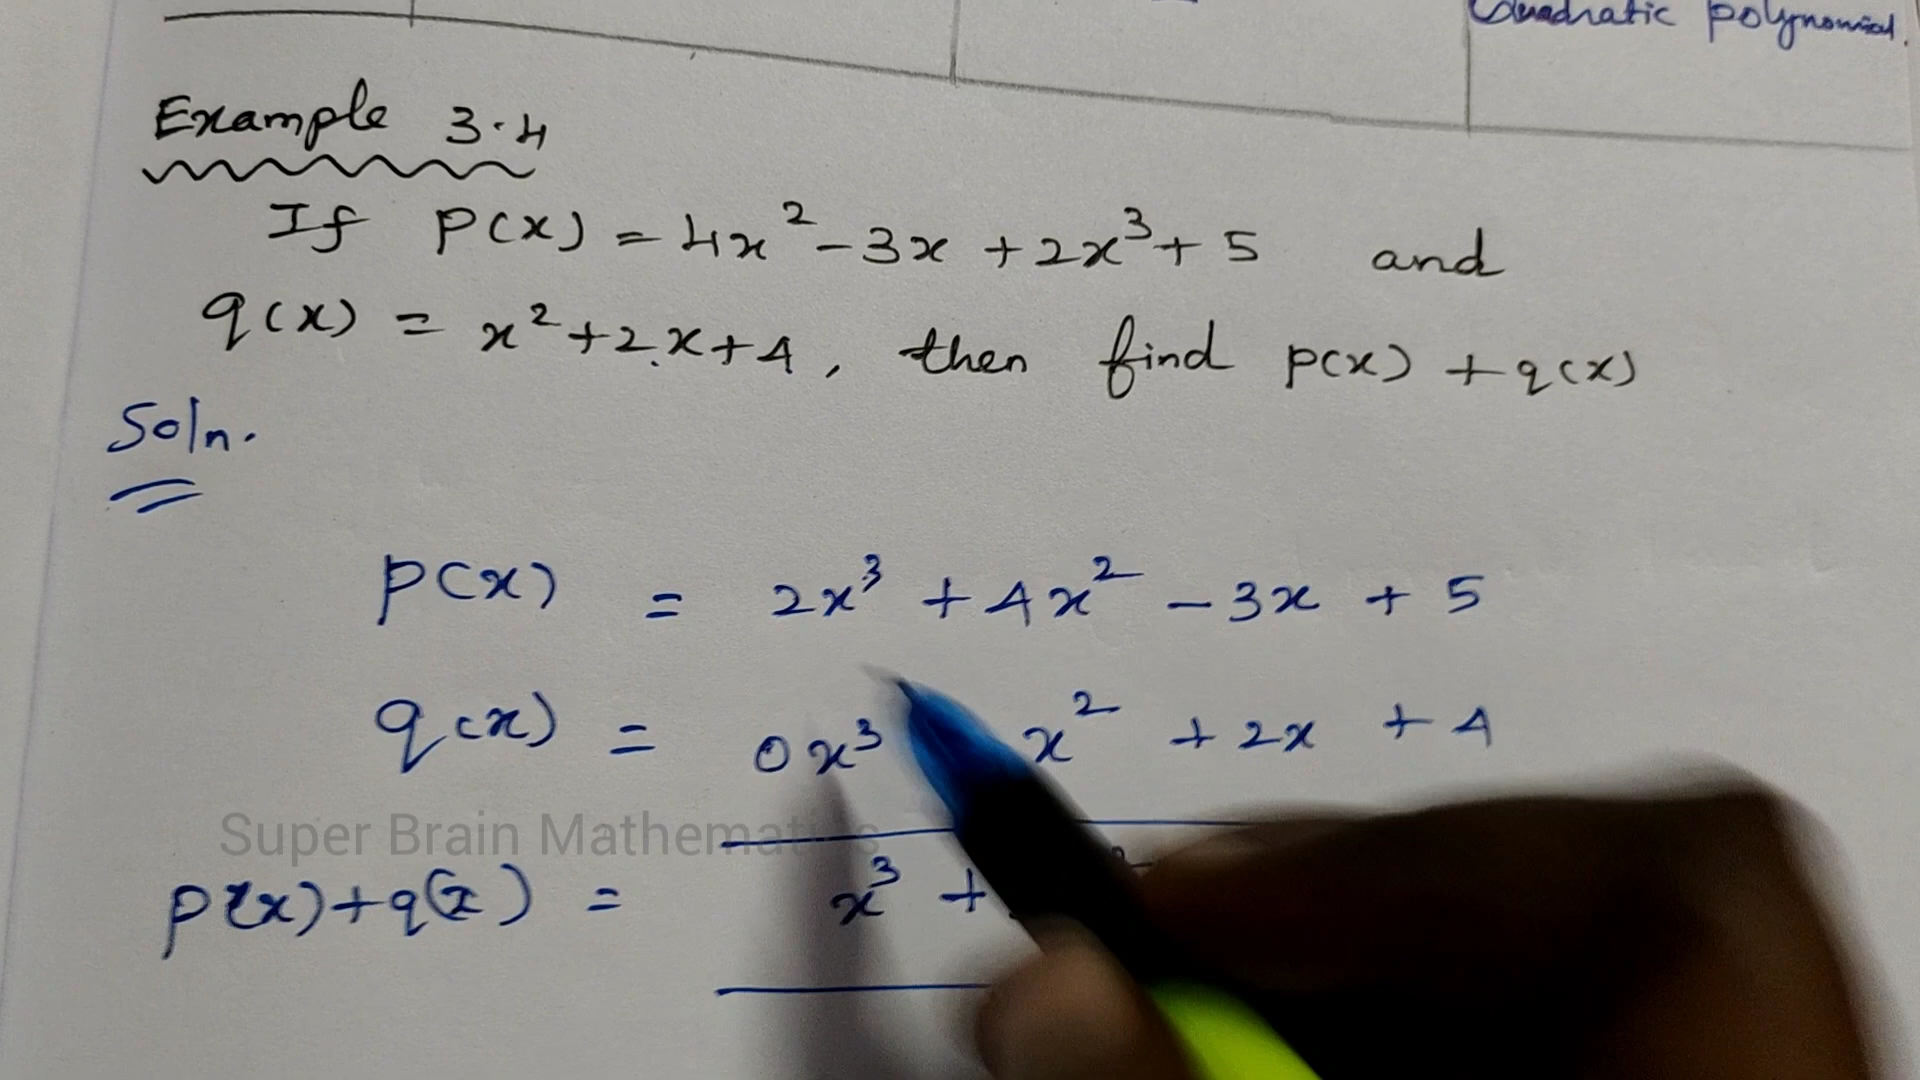 Quadratic polynomial.
Example 3.4
If P(x) = 4x² - 3x + 2x³ + 5 and
q(x) = x² + 2x + 4, then find p(x) + q(x)
Soln.
P(x) = 2x³ + 4x² - 3x + 5
q(x) = 0x³ x² + 2x + 4
Super Brain Mathematics
p(x) + q(x) = x³ +